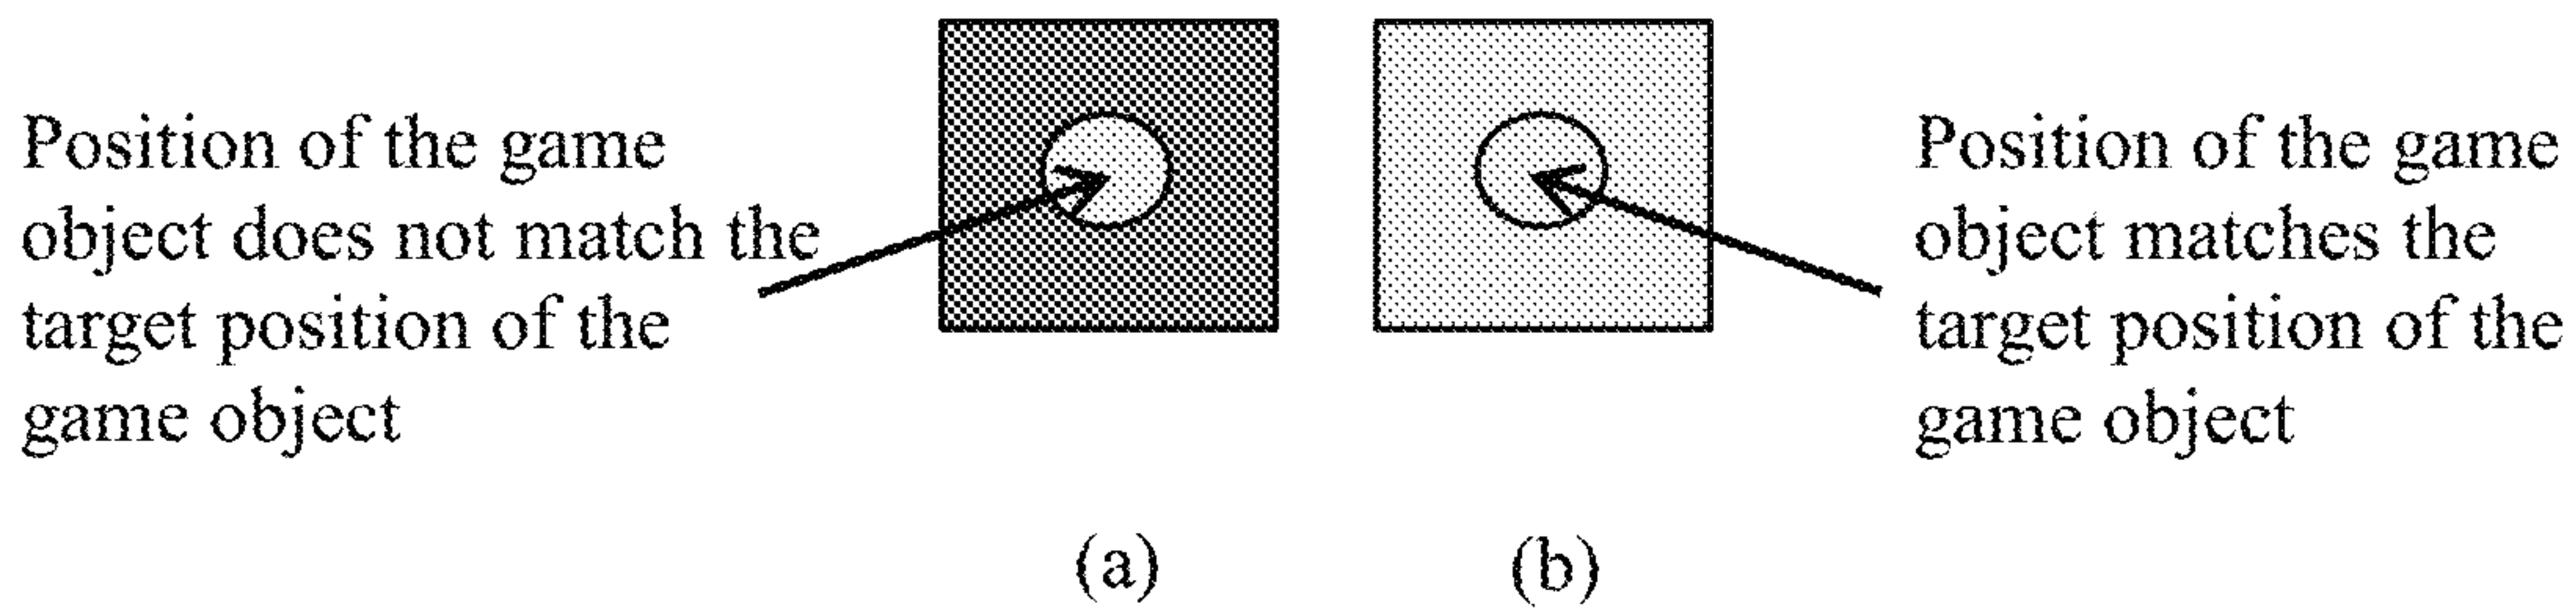 Position of the game
object does not match the
target position of the
game object
Position of the game
object matches the
target position of the
game object
(a)
(b)